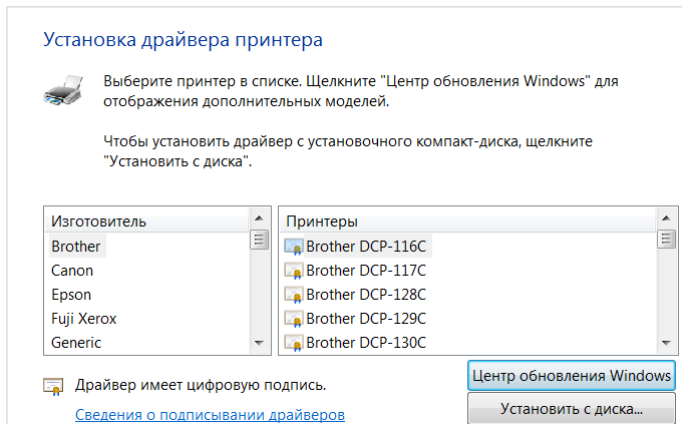 Установка драйвера принтера
Выберите принтер в списке. Щелкните "Центр обновления Windows" для
отображения дополнительных моделей.
Чтобы установить драйвер с установочного компакт-диска, щелкните
"Установить с диска".
Изготовитель
Brother
Canon
Epson
Fuji Xerox
Generic
Принтеры
Brother DCP-116C
Brother DCP-117C
Brother DCP-128C
Brother DCP-129C
Brother DCP-130C
Драйвер имеет цифровую подпись.
Сведения о подписывании драйверов
Центр обновления Windows
Установить с диска...